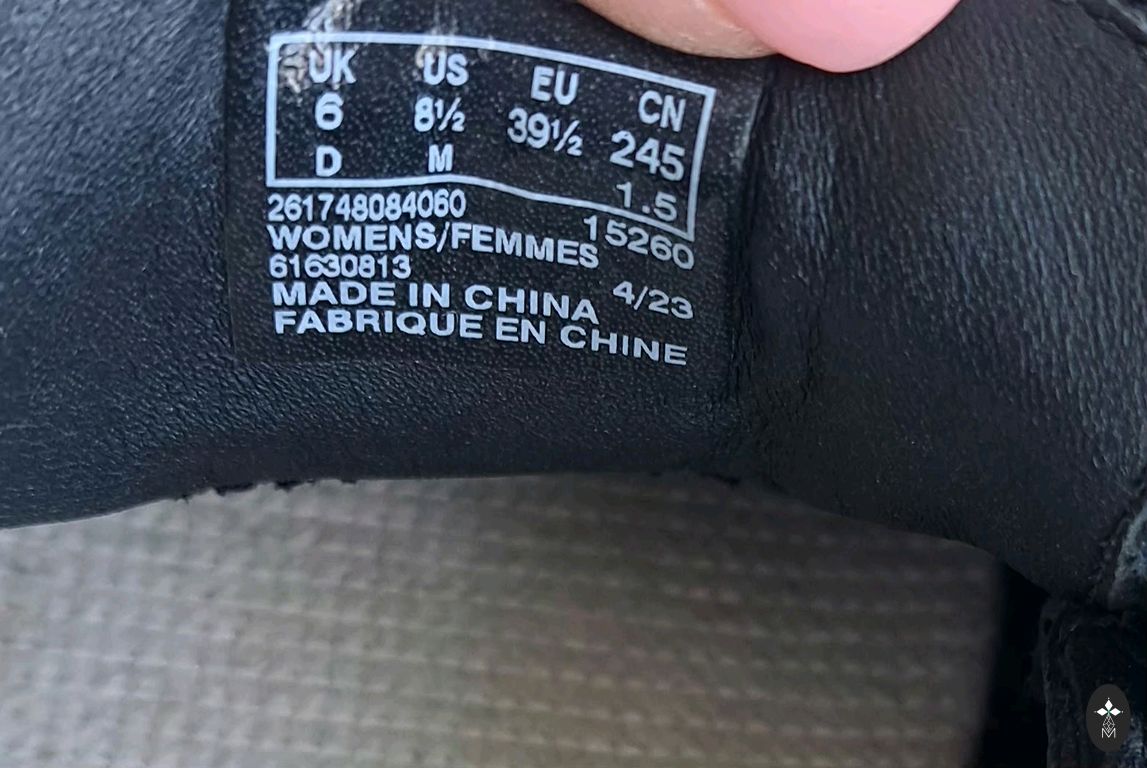 UK US EU CN
6 8½ 39½ 245
D M 1.5
261748084060 15260
WOMENS/FEMMES
61630813 4/23
MADE IN CHINA
FABRIQUE EN CHINE
M